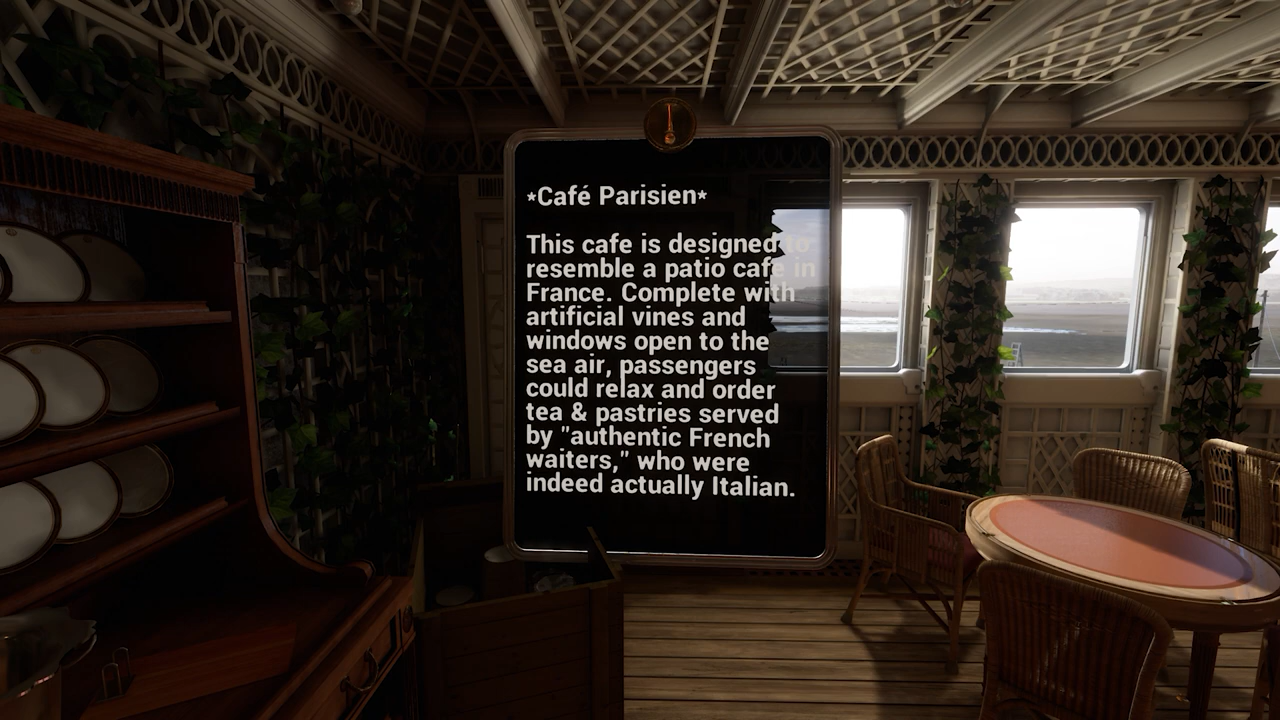 *Café Parisien*
This cafe is designed to
resemble a patio cafe in
France. Complete with
artificial vines and
windows open to the
sea air, passengers
could relax and order
tea & pastries served
by "authentic French
waiters," who were
indeed actually Italian.